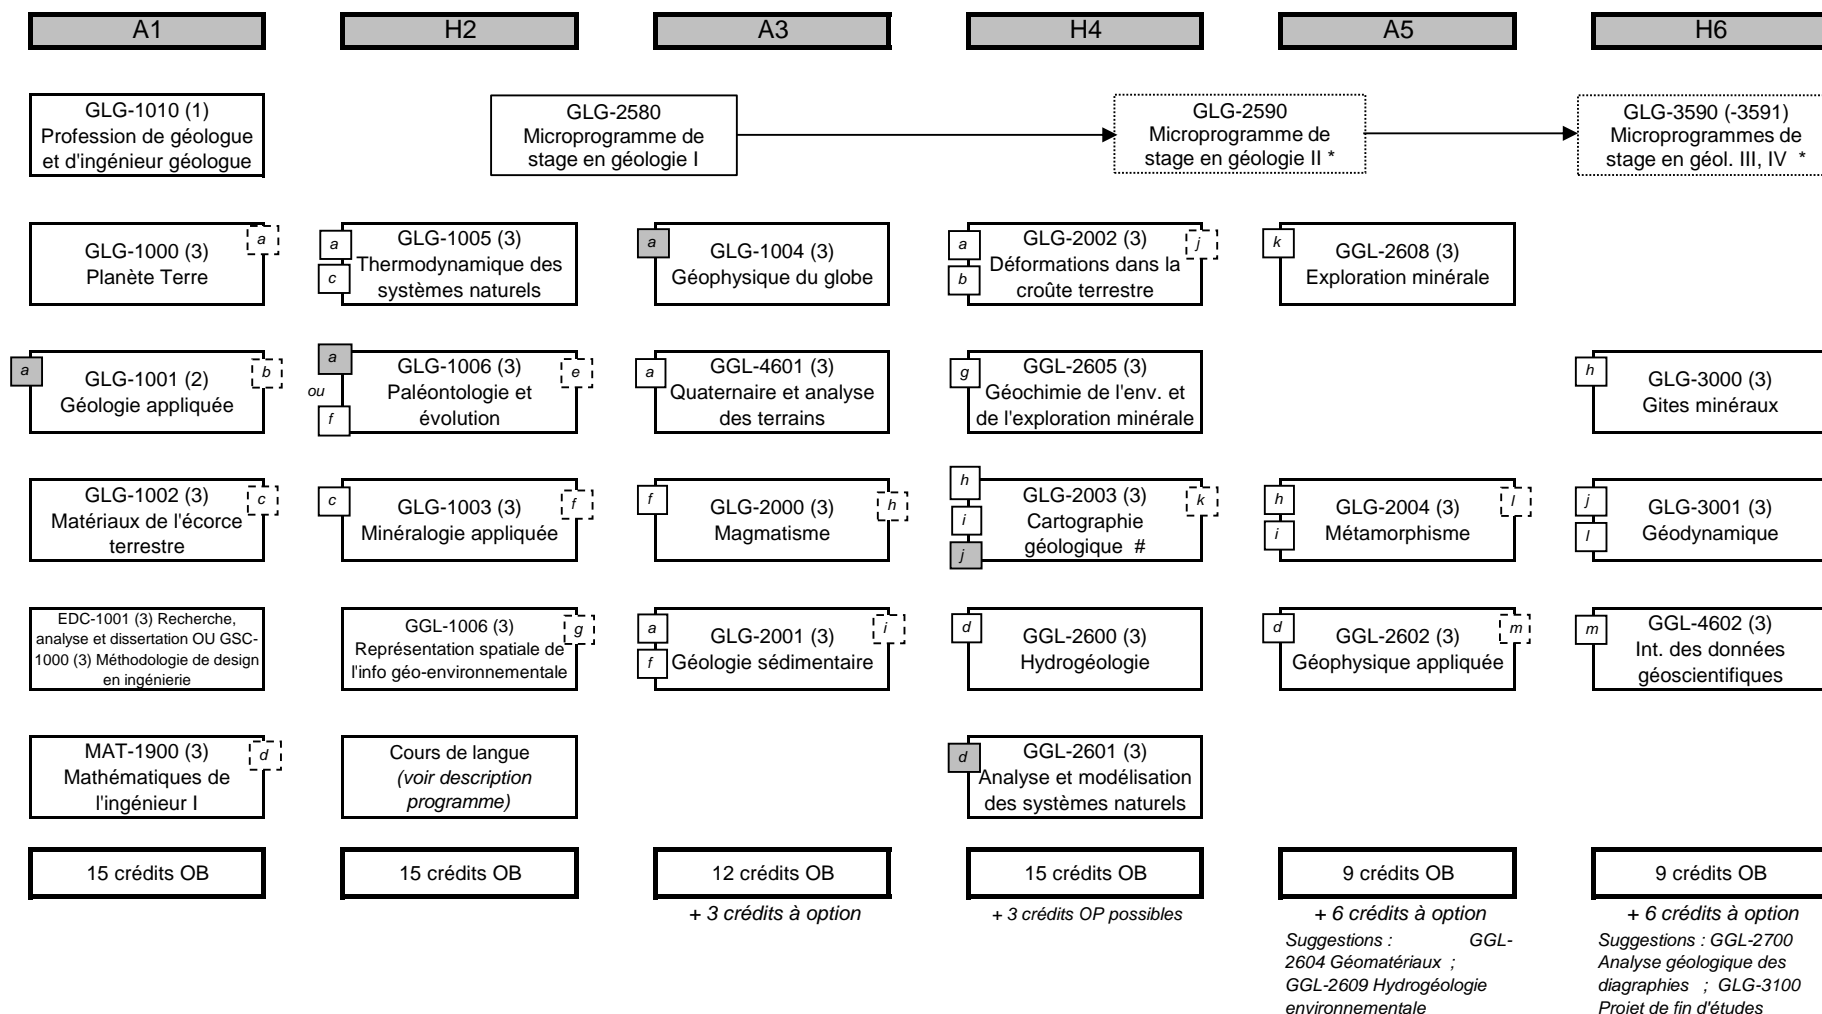 A1
H2
A3
H4
A5
H6
GLG-1010 (1)
Profession de géologue
et d'ingénieur géologue
GLG-2580
Microprogramme de
stage en géologie I
GLG-2590
Microprogramme de
stage en géologie II *
GLG-3590 (-3591)
Microprogrammes de
stage en géol. III, IV *
GLG-1000 (3)
Planète Terre
a
a
c
GLG-1005 (3)
Thermodynamique des
systèmes naturels
a
GLG-1004 (3)
Géophysique du globe
a
b
GLG-2002 (3)
Déformations dans la
croûte terrestre
j
k
GGL-2608 (3)
Exploration minérale
a
GLG-1001 (2)
Géologie appliquée
b
a
ou
f
GLG-1006 (3)
Paléontologie et
évolution
e
a
GGL-4601 (3)
Quaternaire et analyse
des terrains
g
GGL-2605 (3)
Géochimie de l'env. et
de l'exploration minérale
h
GLG-3000 (3)
Gites minéraux
GLG-1002 (3)
Matériaux de l'écorce
terrestre
c
c
GLG-1003 (3)
Minéralogie appliquée
f
f
GLG-2000 (3)
Magmatisme
h
h
i
j
GLG-2003 (3)
Cartographie
géologique #
k
h
i
GLG-2004 (3)
Métamorphisme
l
j
l
GLG-3001 (3)
Géodynamique
EDC-1001 (3) Recherche,
analyse et dissertation OU GSC-
1000 (3) Méthodologie de design
en ingénierie
GGL-1006 (3)
Représentation spatiale de
l'info géo-environnementale
g
a
f
GLG-2001 (3)
Géologie sédimentaire
i
d
GGL-2600 (3)
Hydrogéologie
d
GGL-2602 (3)
Géophysique appliquée
m
m
GGL-4602 (3)
Int. des données
géoscientifiques
MAT-1900 (3)
Mathématiques de
l'ingénieur I
d
Cours de langue
(voir description
programme)
d
GGL-2601 (3)
Analyse et modélisation
des systèmes naturels
15 crédits OB
15 crédits OB
12 crédits OB
15 crédits OB
9 crédits OB
9 crédits OB
+ 3 crédits à option
+ 3 crédits OP possibles
+ 6 crédits à option
+ 6 crédits à option
Suggestions : GGL-
2604 Géomatériaux ;
GGL-2609 Hydrogéologie
environnementale
Suggestions : GGL-2700
Analyse géologique des
diagraphies ; GLG-3100
Projet de fin d'études